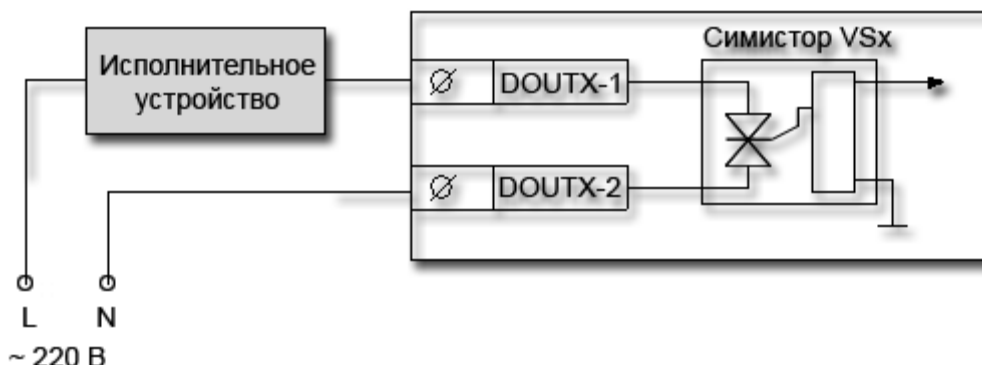 Исполнительное
устройство
DOUTX-1
DOUTX-2
Симистор VSx
L
N
~ 220 В